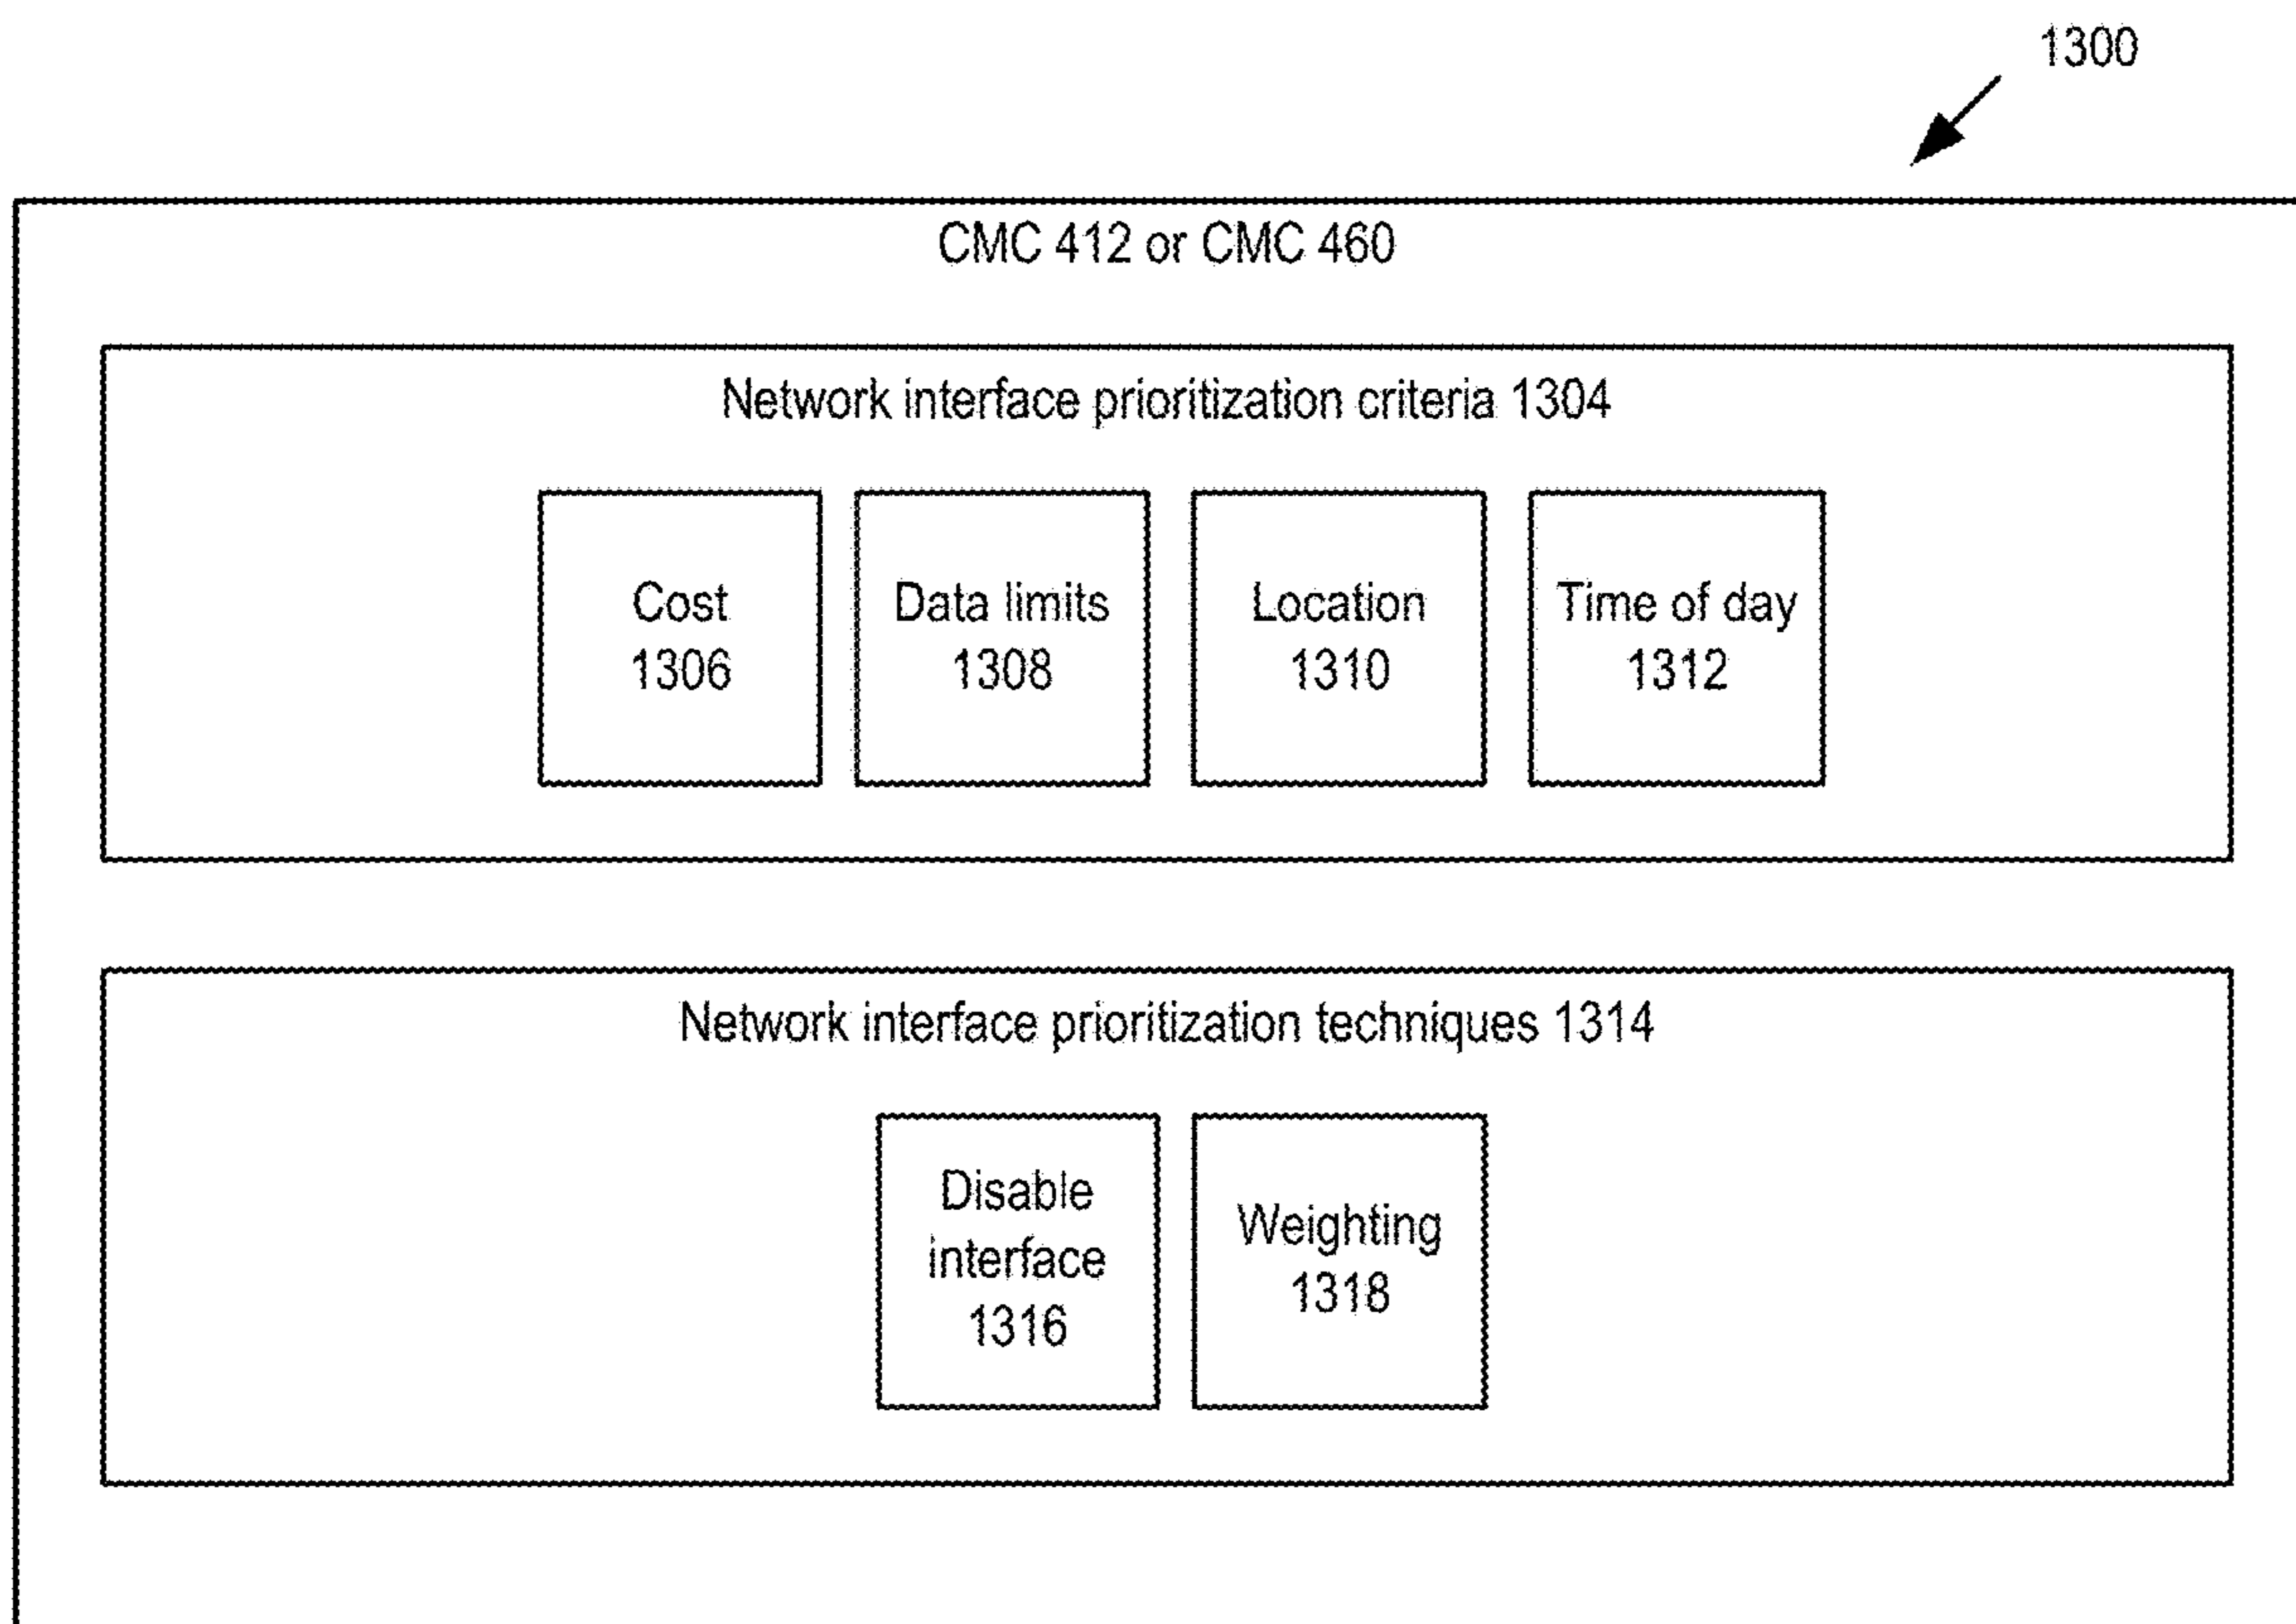 1300
CMC 412 or CMC 460
Network interface prioritization criteria 1304
Cost
1306
Data limits
1308
Location
1310
Time of day
1312
Network interface prioritization techniques 1314
Disable
interface
1316
Weighting
1318